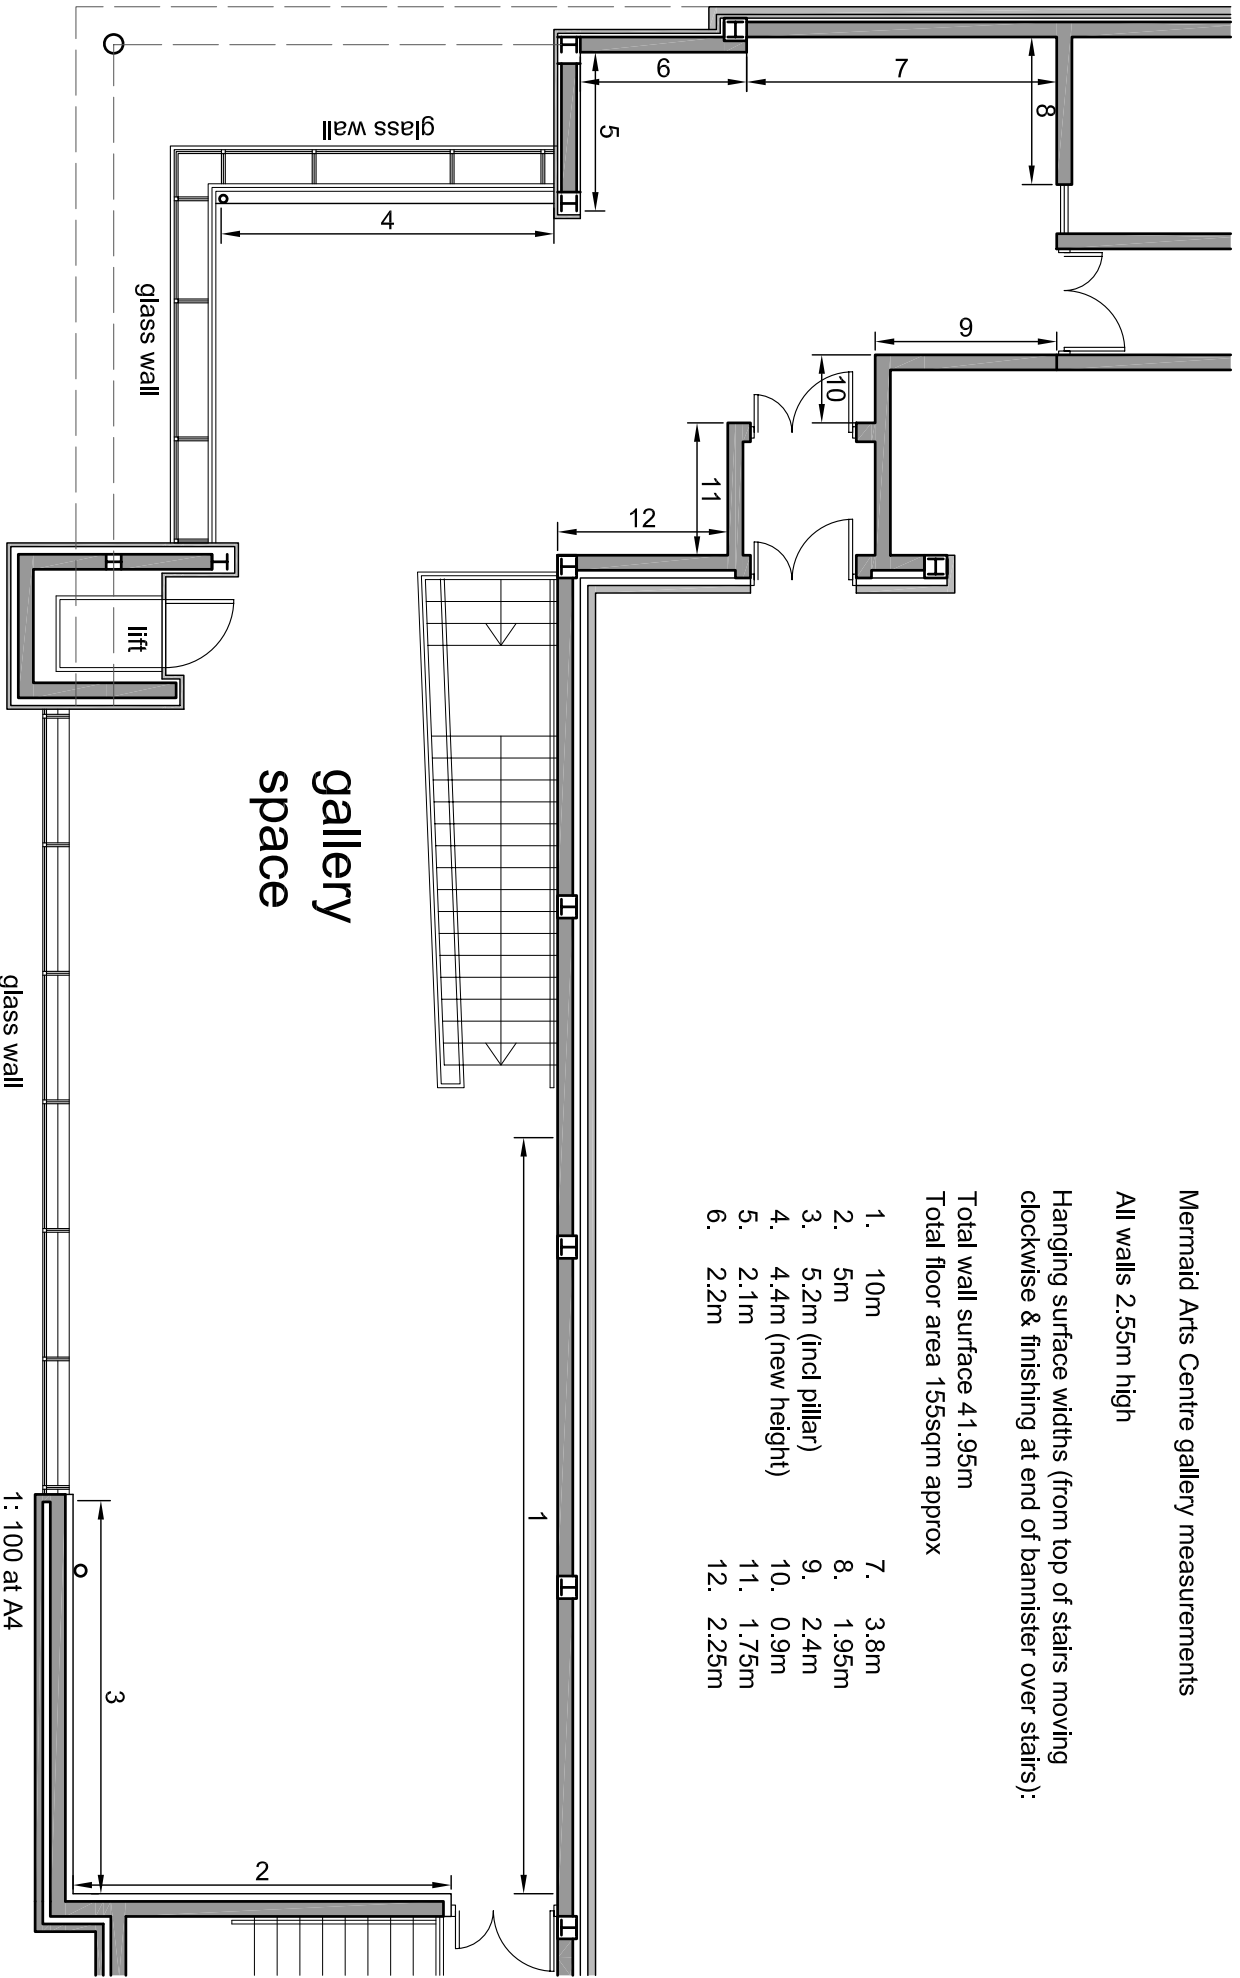 Mermaid Arts Centre gallery measurements
All walls 2.55m high
Hanging surface widths (from top of stairs moving
clockwise & finishing at end of bannister over stairs):
Total wall surface 41.95m
Total floor area 155sqm approx
1. 10m
2. 5m
3. 5.2m (incl pillar)
4. 4.4m (new height)
5. 2.1m
6. 2.2m
7. 3.8m
8. 1.95m
9. 2.4m
10. 0.9m
11. 1.75m
12. 2.25m
6
7
8
5
glass wall
4
9
10
glass wall
11
12
lift
gallery
space
glass wall
1
3
2
1: 100 at A4